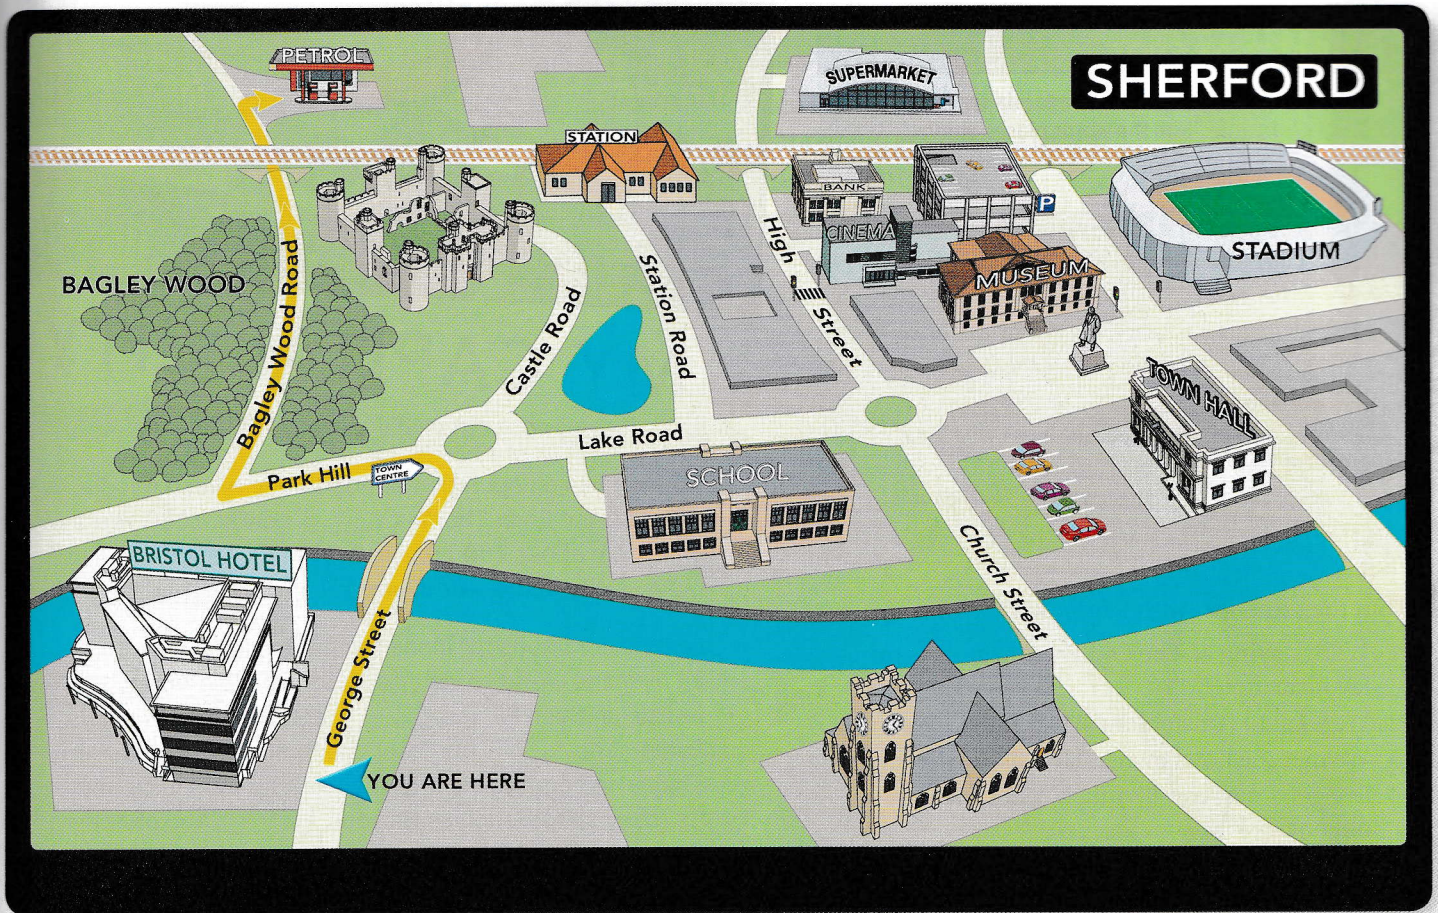 PETROL
SUPERMARKET
SHERFORD
STATION
BANK
P
CINEMA
High
Street
MUSEUM
STADIUM
BAGLEY WOOD
Bagley Wood Road
Castle Road
Station Road
TOWN HALL
Lake Road
Park Hill
TOWN
CENTRE
SCHOOL
Church Street
BRISTOL HOTEL
George Street
YOU ARE HERE